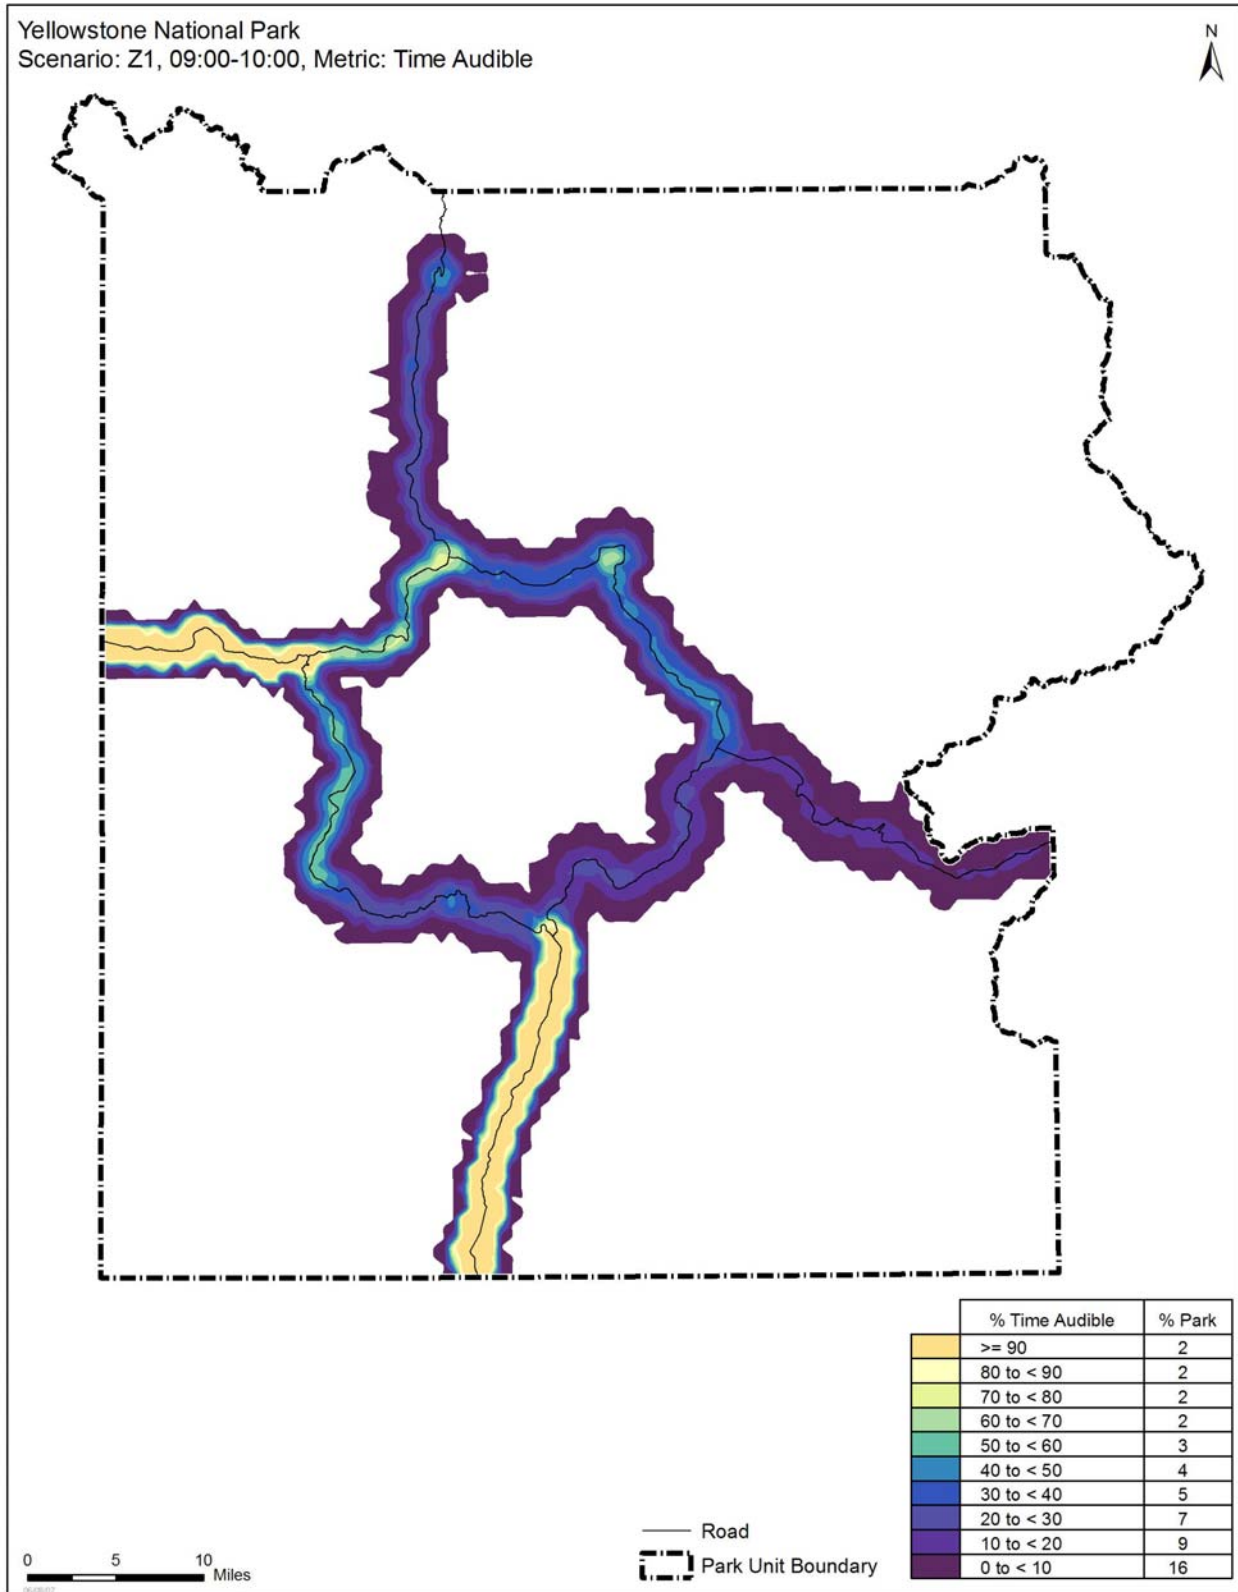 Yellowstone National Park
Scenario: Z1, 09:00-10:00, Metric: Time Audible
N
% Time Audible % Park
>= 90 2
80 to < 90 2
70 to < 80 2
60 to < 70 2
50 to < 60 3
40 to < 50 4
30 to < 40 5
20 to < 30 7
10 to < 20 9
0 to < 10 16
Road
Park Unit Boundary
0 5 10
Miles